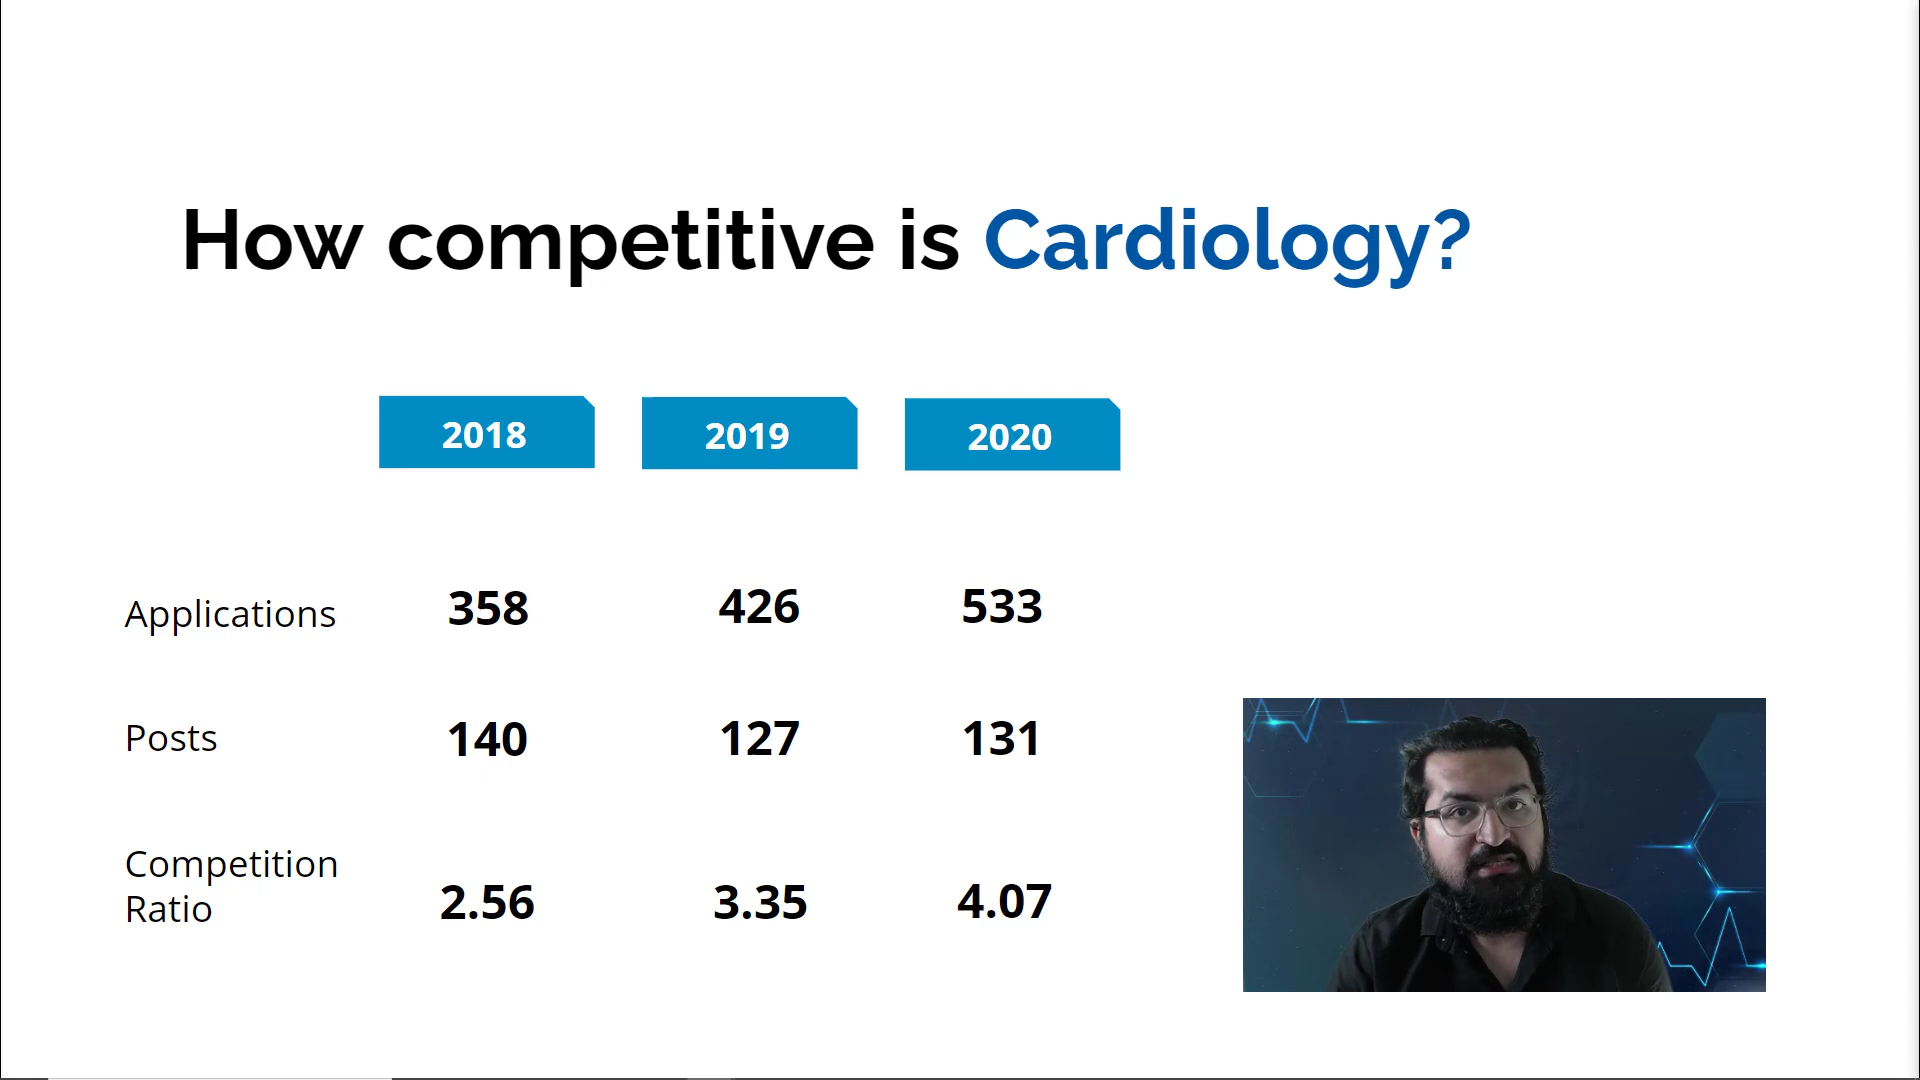 How competitive is Cardiology?
2018 2019 2020
Applications 358 426 533
Posts 140 127 131
Competition
Ratio 2.56 3.35 4.07